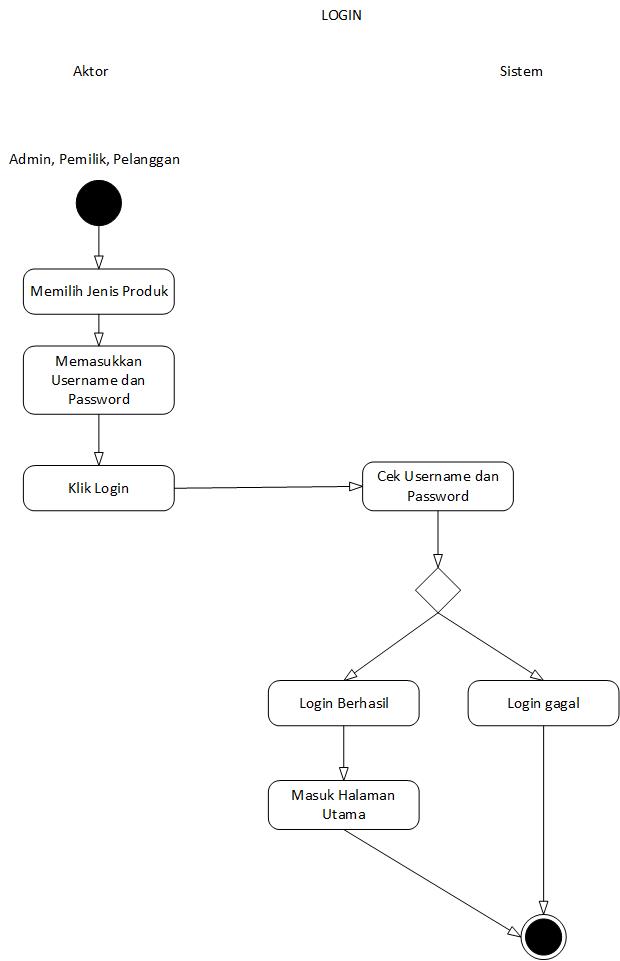 LOGIN
Aktor
Sistem
Admin, Pemilik, Pelanggan
Memilih Jenis Produk
Memasukkan
Username dan
Password
Klik Login
Cek Username dan
Password
Login Berhasil
Login gagal
Masuk Halaman
Utama